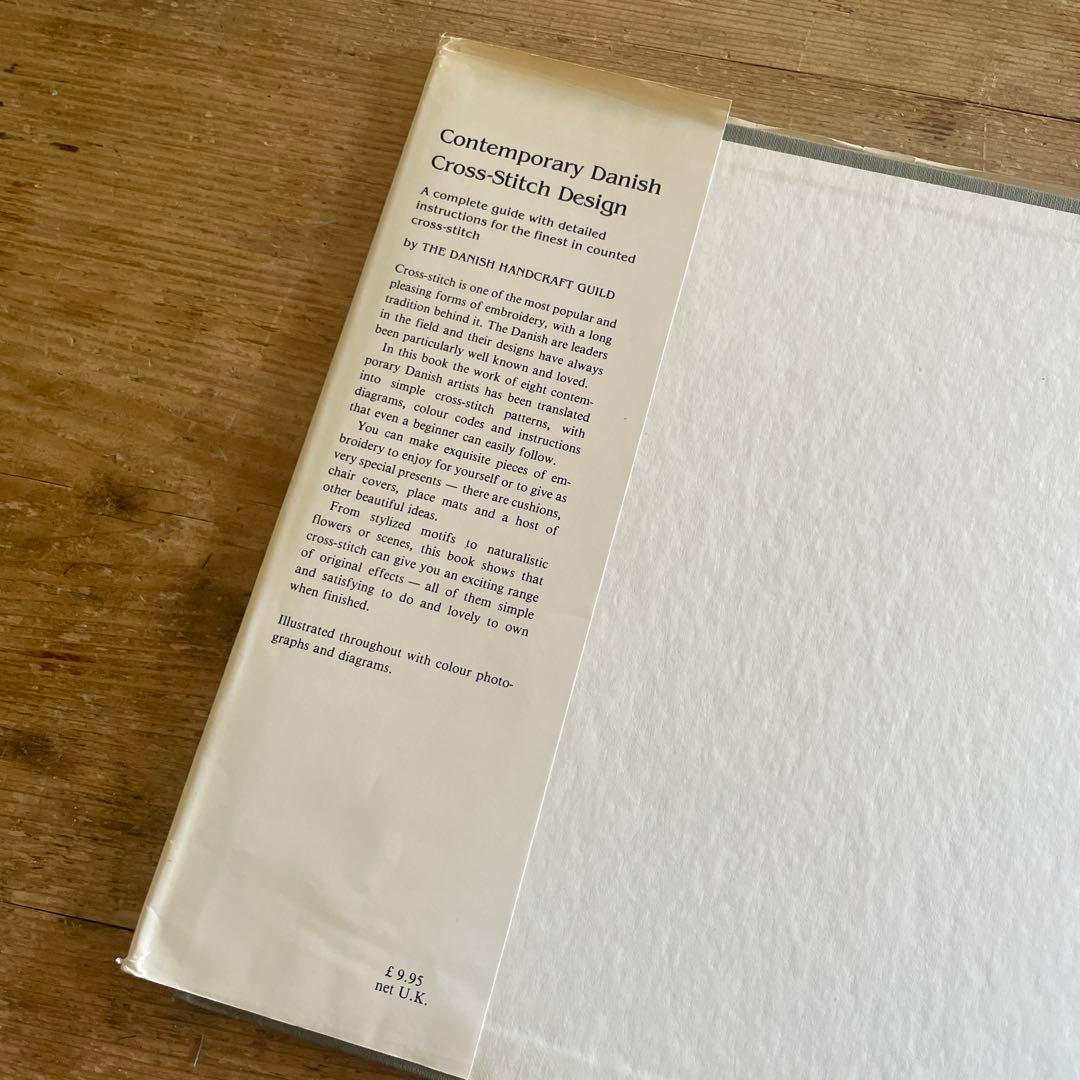 Contemporary Danish
Cross-Stitch Design
A complete guide with detailed
instructions for the finest in counted
cross-stitch
by THE DANISH HANDCRAFT GUILD
Cross-stitch is one of the most popular and
pleasing forms of embroidery, with a long
tradition behind it. The Danish are leaders
in the field and their designs have always
been particularly well known and loved.
In this book the work of eight contem-
porary Danish artists has been translated
into simple cross-stitch patterns, with
diagrams, colour codes and instructions
that even a beginner can easily follow.
You can make exquisite pieces of em-
broidery to enjoy for yourself or to give as
very special presents — there are cushions,
chair covers, place mats and a host of
other beautiful ideas.
From stylized motifs to naturalistic
flowers or scenes, this book shows that
cross-stitch can give you an exciting range
of original effects — all of them simple
and satisfying to do and lovely to own
when finished.
Illustrated throughout with colour photo-
graphs and diagrams.
£ 9.95
net U.K.